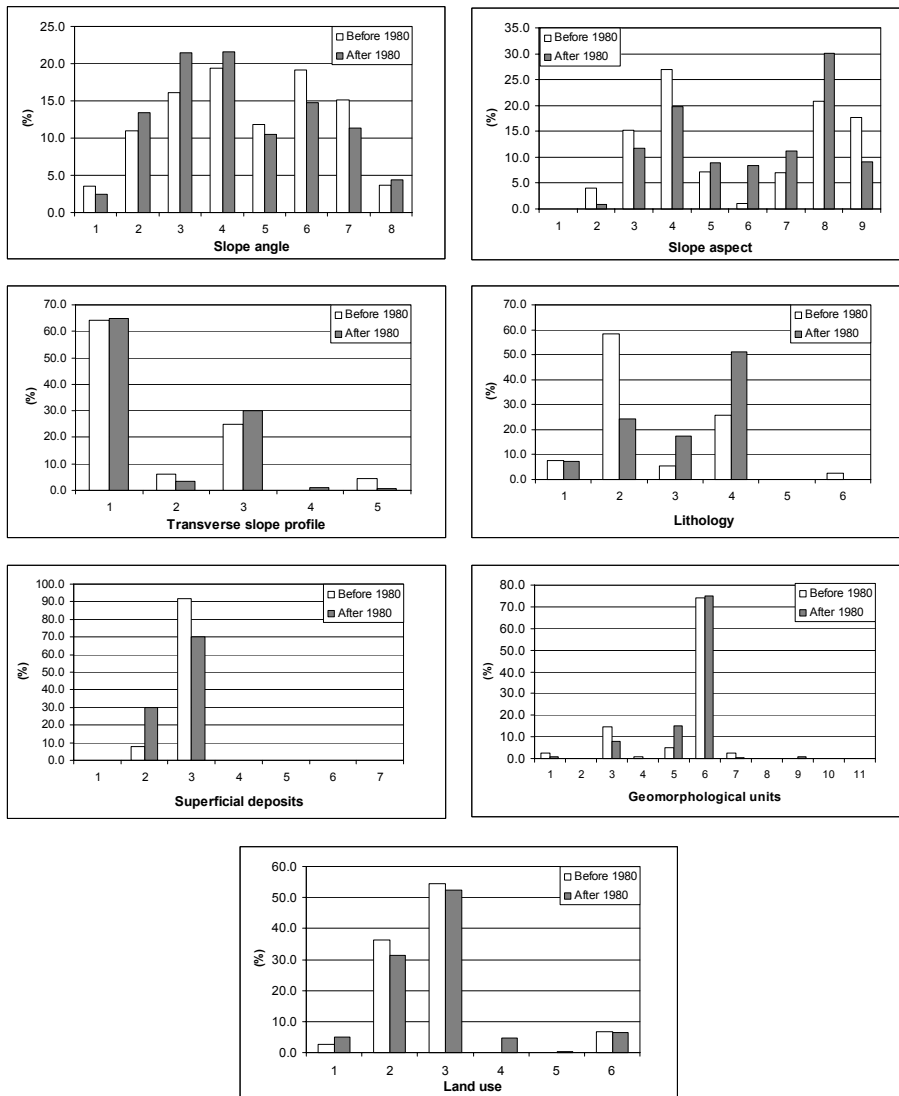 25.0
20.0
15.0
10.0
5.0
0.0
(%)
Before 1980
After 1980
1 2 3 4 5 6 7 8
Slope angle
35.0
30.0
25.0
20.0
15.0
10.0
5.0
0.0
(%)
Before 1980
After 1980
1 2 3 4 5 6 7 8 9
Slope aspect
70.0
60.0
50.0
40.0
30.0
20.0
10.0
0.0
(%)
Before 1980
After 1980
1 2 3 4 5
Transverse slope profile
70.0
60.0
50.0
40.0
30.0
20.0
10.0
0.0
(%)
Before 1980
After 1980
1 2 3 4 5 6
Lithology
100.0
90.0
80.0
70.0
60.0
50.0
40.0
30.0
20.0
10.0
0.0
(%)
Before 1980
After 1980
1 2 3 4 5 6 7
Superficial deposits
80.0
70.0
60.0
50.0
40.0
30.0
20.0
10.0
0.0
(%)
Before 1980
After 1980
1 2 3 4 5 6 7 8 9 10 11
Geomorphological units
60.0
50.0
40.0
30.0
20.0
10.0
0.0
(%)
Before 1980
After 1980
1 2 3 4 5 6
Land use